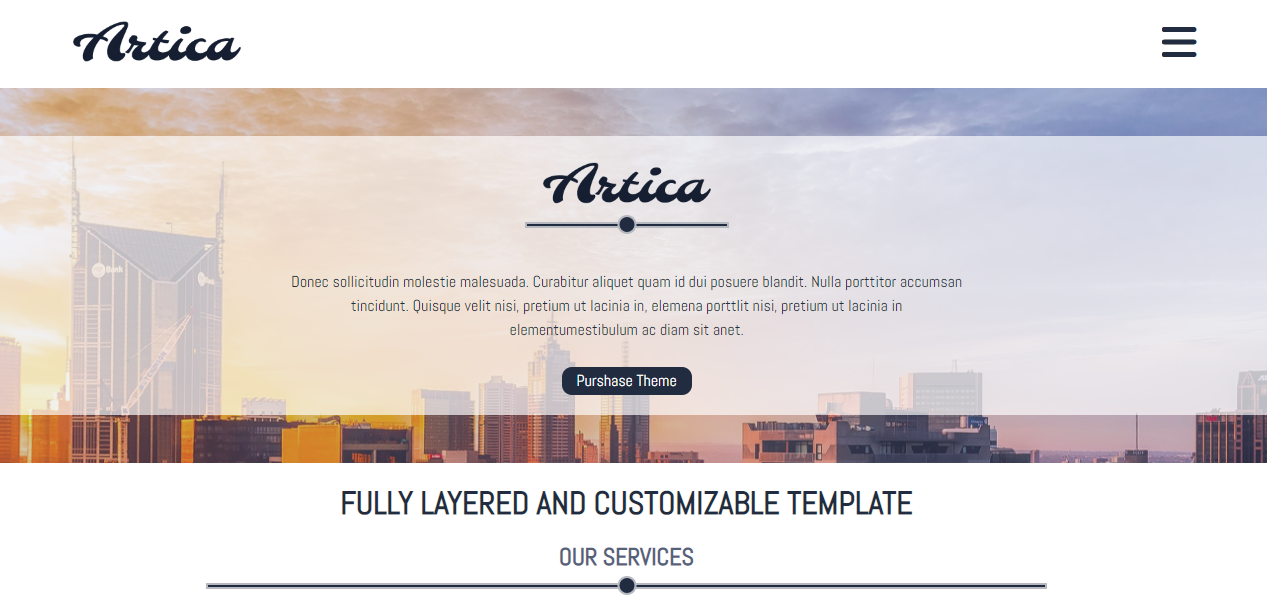 Artica
Artica
Donec sollicitudin molestie malesuada. Curabitur aliquet quam id dui posuere blandit. Nulla porttitor accumsan
tincidunt. Quisque velit nisi, pretium ut lacinia in, elemena porttlit nisi, pretium ut lacinia in
elementumestibulum ac diam sit anet.
Purshase Theme
FULLY LAYERED AND CUSTOMIZABLE TEMPLATE
OUR SERVICES